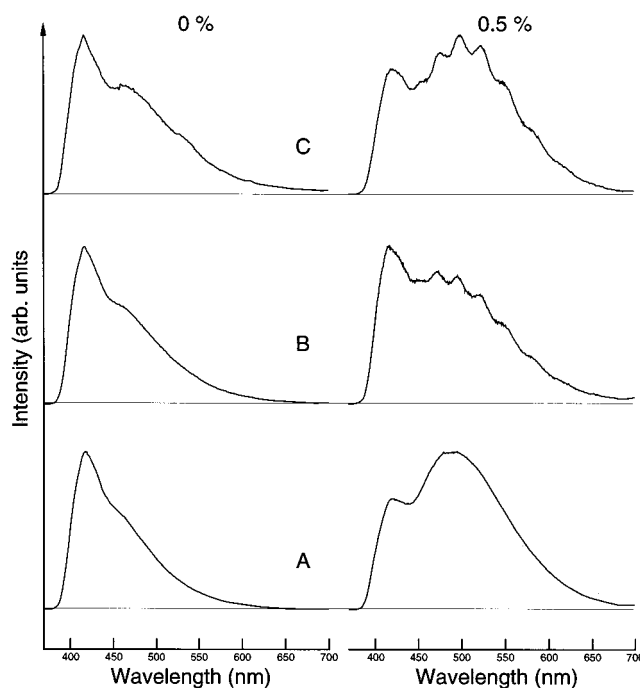 0 % 0.5 %
C
B
A
Intensity (arb. units
400 450 500 550 600 650 700 400 450 500 550 600 650 700
Wavelength (nm) Wavelength (nm)